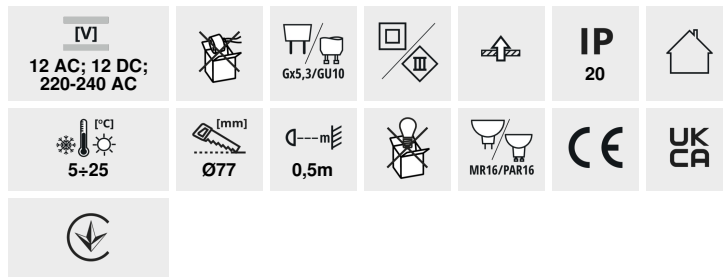 [V]
12 AC; 12 DC;
220-240 AC
Gx5,3/GU10
III
IP
20
[°C]
5÷25
[mm]
Ø77
m
0,5m
MR16/PAR16
CE
UK
CA